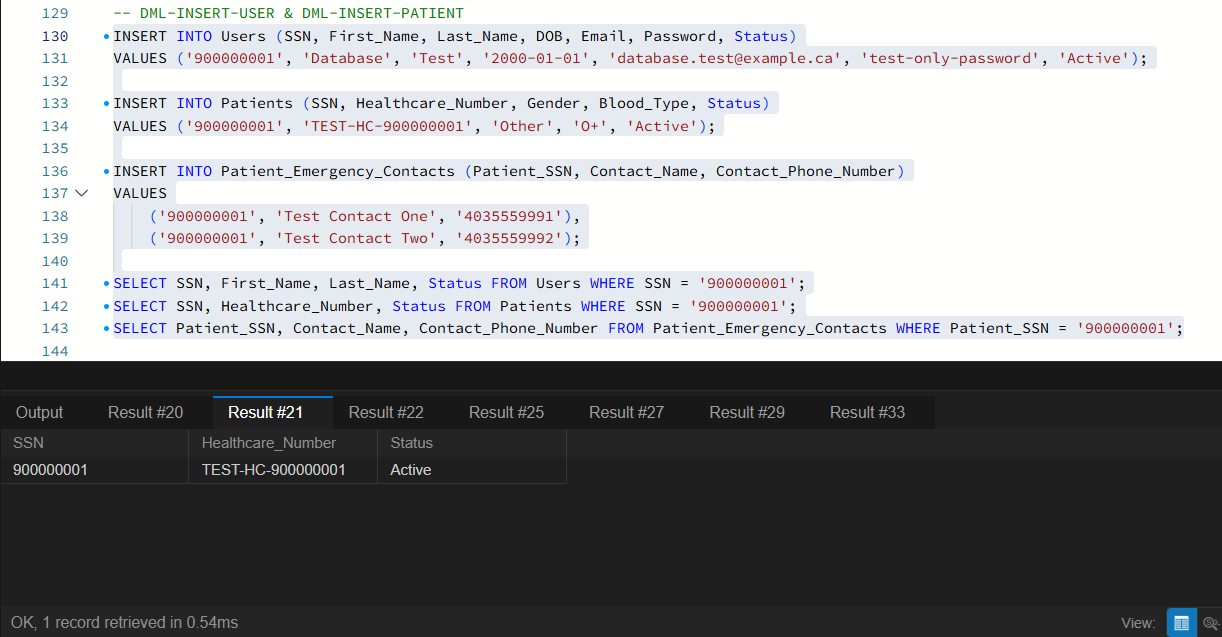 129 -- DML-INSERT-USER & DML-INSERT-PATIENT
130 INSERT INTO Users (SSN, First_Name, Last_Name, DOB, Email, Password, Status)
131 VALUES ('900000001', 'Database', 'Test', '2000-01-01', 'database.test@example.ca', 'test-only-password', 'Active');
132
133 INSERT INTO Patients (SSN, Healthcare_Number, Gender, Blood_Type, Status)
134 VALUES ('900000001', 'TEST-HC-900000001', 'Other', 'O+', 'Active');
135
136 INSERT INTO Patient_Emergency_Contacts (Patient_SSN, Contact_Name, Contact_Phone_Number)
137 VALUES
138 ('900000001', 'Test Contact One', '4035559991'),
139 ('900000001', 'Test Contact Two', '4035559992');
140
141 SELECT SSN, First_Name, Last_Name, Status FROM Users WHERE SSN = '900000001';
142 SELECT SSN, Healthcare_Number, Status FROM Patients WHERE SSN = '900000001';
143 SELECT Patient_SSN, Contact_Name, Contact_Phone_Number FROM Patient_Emergency_Contacts WHERE Patient_SSN = '900000001';
144
Output Result #20 Result #21 Result #22 Result #25 Result #27 Result #29 Result #33
SSN Healthcare_Number Status
900000001 TEST-HC-900000001 Active
OK, 1 record retrieved in 0.54ms View: